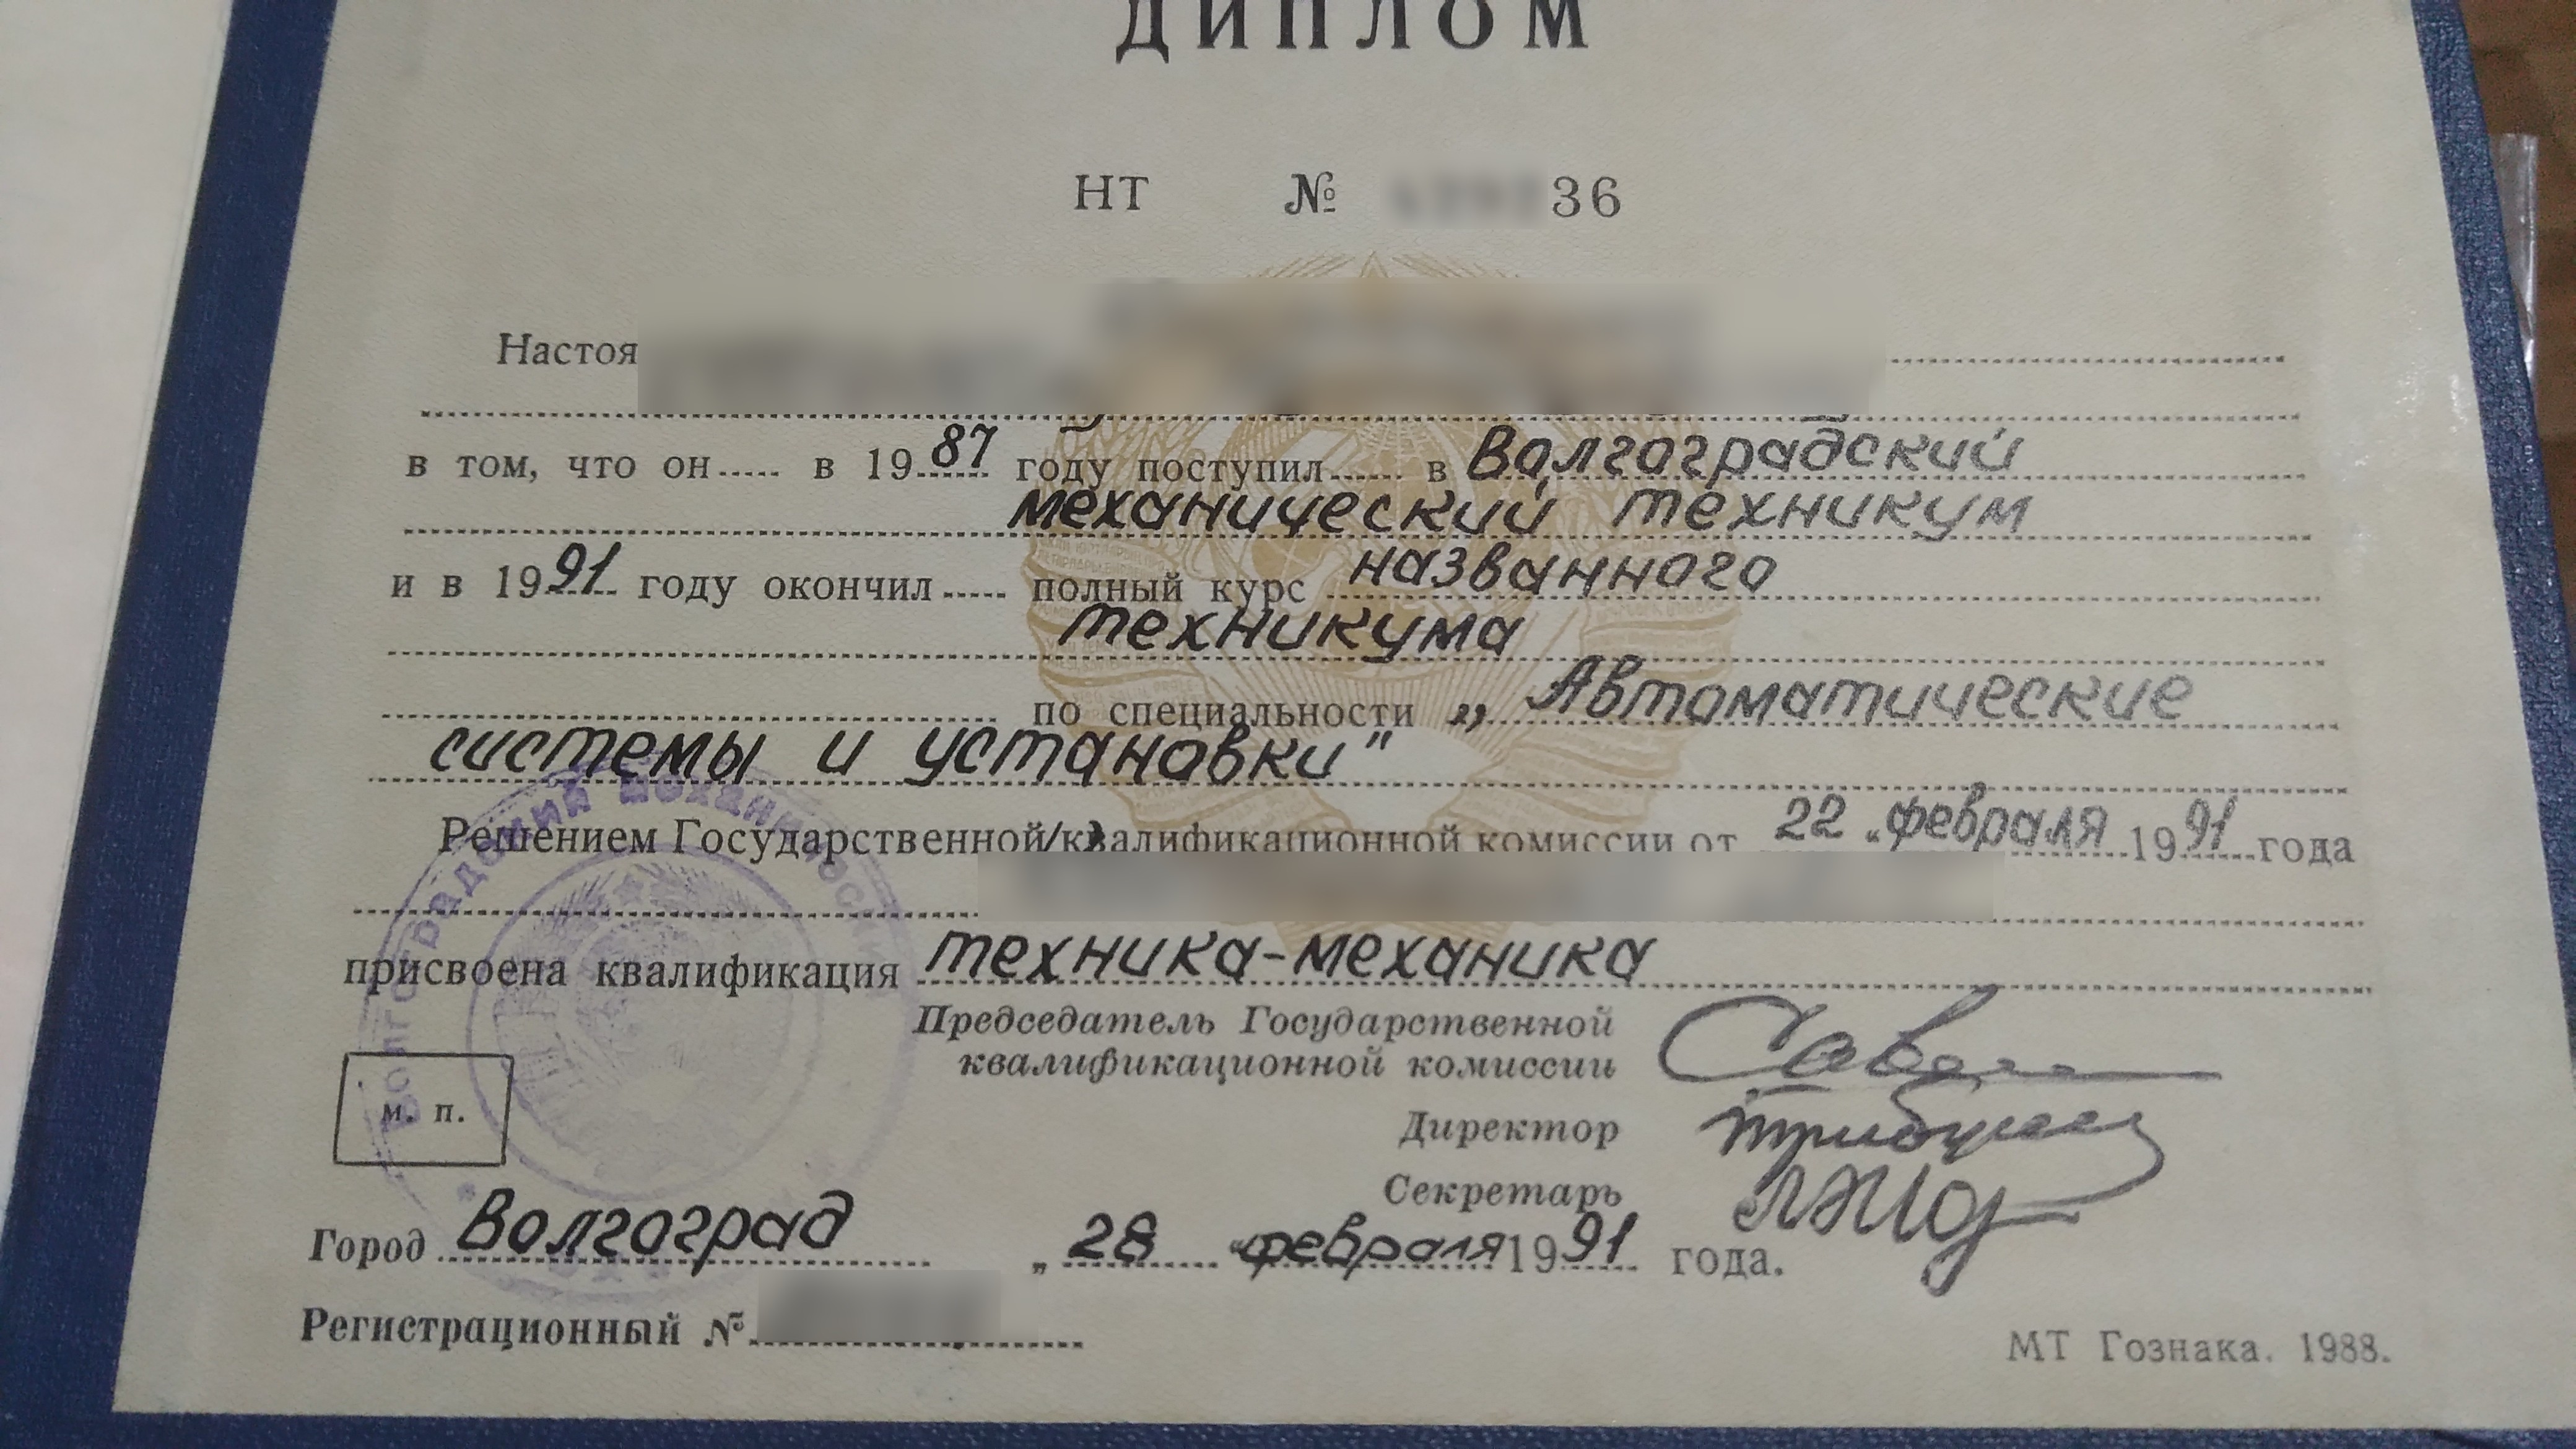 ДИПЛОМ
НТ № 36
Настоя
в том, что он в 1987 году поступил в Волгоградский
механический техникум
и в 1991 году окончил полный курс названного
техникума
по специальности „Автоматические
системы и установки"
Решением Государственной квалификационной комиссии от 22 „февраля 1991 года
присвоена квалификация техника-механика
Председатель Государственной
квалификационной комиссии
Директор
Секретарь
м. п.
Город Волгоград „28 "февраля 1991 года.
Регистрационный №
МТ Гознака. 1988.